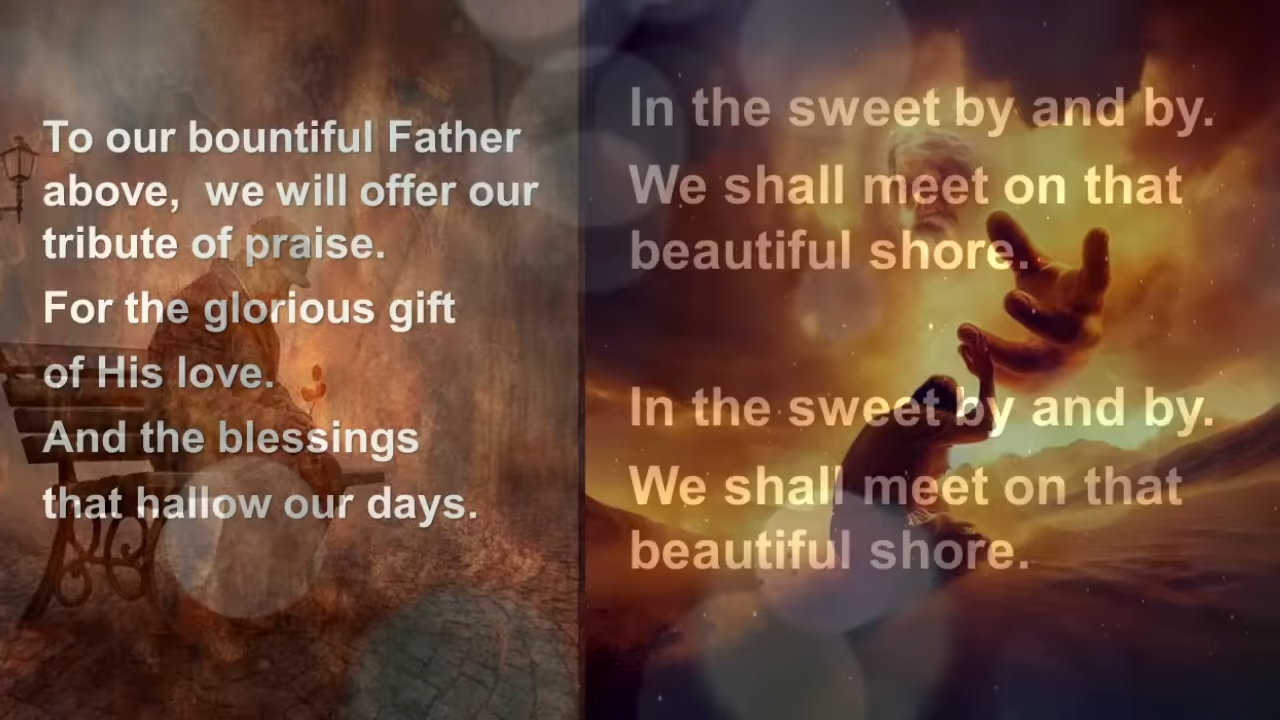 To our bountiful Father
above,  we will offer our
tribute of praise.
For the glorious gift
of His love.
And the blessings
that hallow our days.
In the sweet by and by.
We shall meet on that
beautiful shore.
In the sweet by and by.
We shall meet on that
beautiful shore.